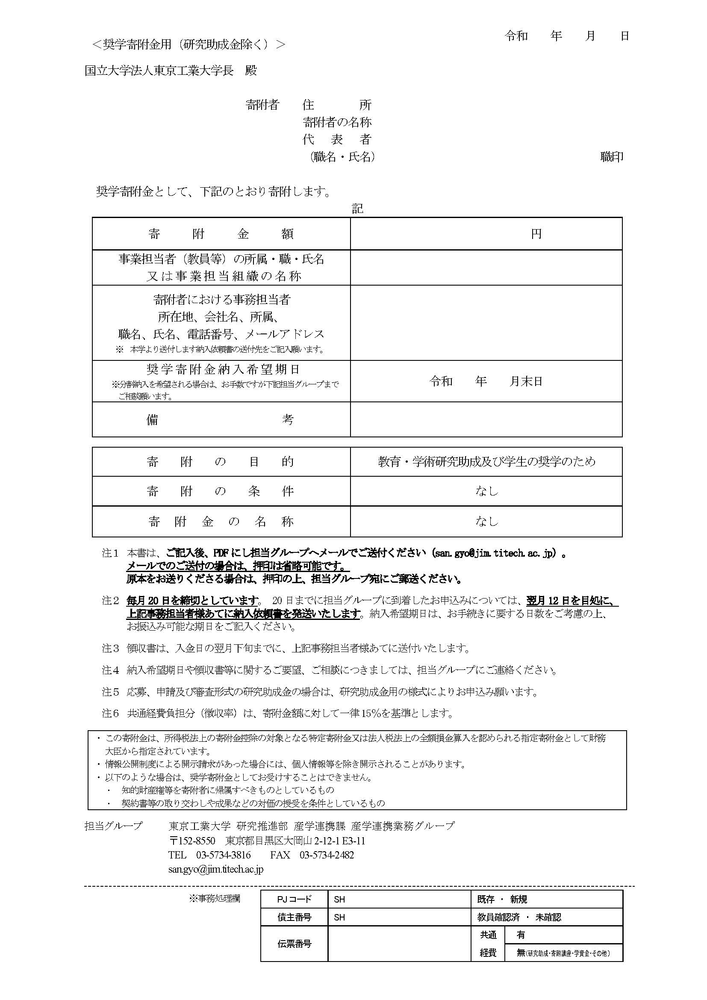 令和　　年　　月　　日
＜奨学寄附金用（研究助成金除く）＞
国立大学法人東京工業大学長　殿
寄附者　　住　　　　所
寄附者の名称
代　表　者
（職名・氏名）　　　　　　　　　　　　　　　　　　　　職印
奨学寄附金として、下記のとおり寄附します。
記
寄　附　金　額　　　　円
事業担当者（教員等）の所属・職・氏名
又は事業担当組織の名称
寄附者における事務担当者
所在地、会社名、所属、
職名、氏名、電話番号、メールアドレス
※　本学より送付します納入依頼書の送付先をご記入願います。
奨学寄附金納入希望期日
※分割納入を希望される場合は、お手数ですが下記担当グループまで
ご相談願います。
令和　　年　　月末日
備　　　　考
寄　附　の　目　的　　教育・学術研究助成及び学生の奨学のため
寄　附　の　条　件　　なし
寄　附　金　の　名　称　　なし
注１　本書は、ご記入後、PDFにし担当グループへメールでご送付ください（san.gyo@jim.titech.ac.jp）。
メールでのご送付の場合は、押印は省略可能です。
原本をお送りくださる場合は、押印の上、担当グループ宛にご郵送ください。
注２　毎月20日を締切としています。 20日までに担当グループに到着したお申込みについては、翌月12日を目処に、
上記事務担当者様あてに納入依頼書を発送いたします。納入希望期日は、お手続きに要する日数をご考慮の上、
お振込み可能な期日をご記入ください。
注３　領収書は、入金日の翌月下旬までに、上記事務担当者様あてに送付いたします。
注４　納入希望期日や領収書等に関するご要望、ご相談につきましては、担当グループにご連絡ください。
注５　応募、申請及び審査形式の研究助成金の場合は、研究助成金用の様式によりお申込み願います。
注６　共通経費負担分（徴収率）は、寄附金額に対して一律15%を基準とします。
・この寄附金は、所得税法上の寄附金控除の対象となる特定寄附金又は法人税法上の全額損金算入を認められる指定寄附金として財務
大臣から指定されています。
・情報公開制度による開示請求があった場合には、個人情報等を除き開示されることがあります。
・以下のような場合は、奨学寄附金としてお受けすることはできません。
・　知的財産権等を寄附者に帰属すべきものとしているもの
・　契約書等の取り交わしや成果などの対価の授受を条件としているもの
担当グループ　　東京工業大学 研究推進部 産学連携課 産学連携業務グループ
〒152-8550　東京都目黒区大岡山2-12-1 E3-11
TEL　03-5734-3816　　FAX　03-5734-2482
san.gyo@jim.titech.ac.jp
※事務処理欄
PJコード　SH　既存 ・ 新規
債主番号　SH　教員確認済 ・ 未確認
伝票番号
共通　有
経費　無（研究助成・寄附講座・学資金・その他）